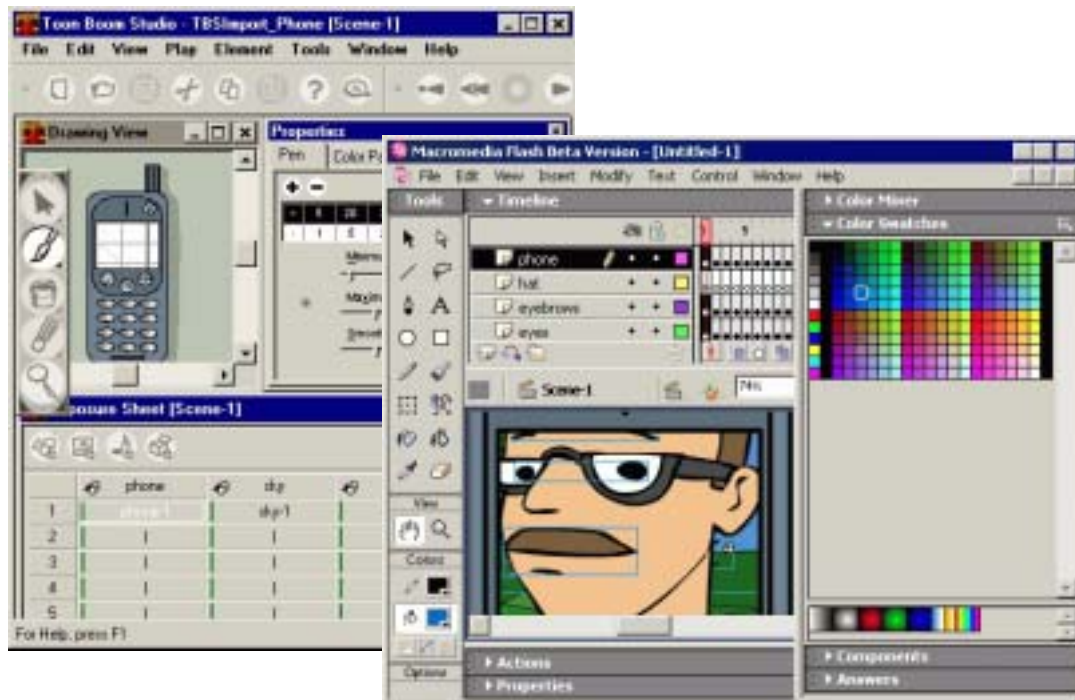 Toon Boom Studio - TBSImport_Phone [Scene-1]
File Edit View Play Element Tools Window Help
Drawing View
Properties
Pen Color Pa
Exposure Sheet [Scene-1]
phone sky
1 phone-1 sky-1
2
3
4
5
For Help, press F1
Macromedia Flash Beta Version - [Untitled-1]
File Edit View Insert Modify Text Control Window Help
Tools
Timeline
phone
hat
eyebrows
eyes
Scene-1 74%
View
Colors
Options
Actions
Properties
Color Mixer
Color Swatches
Components
Answers